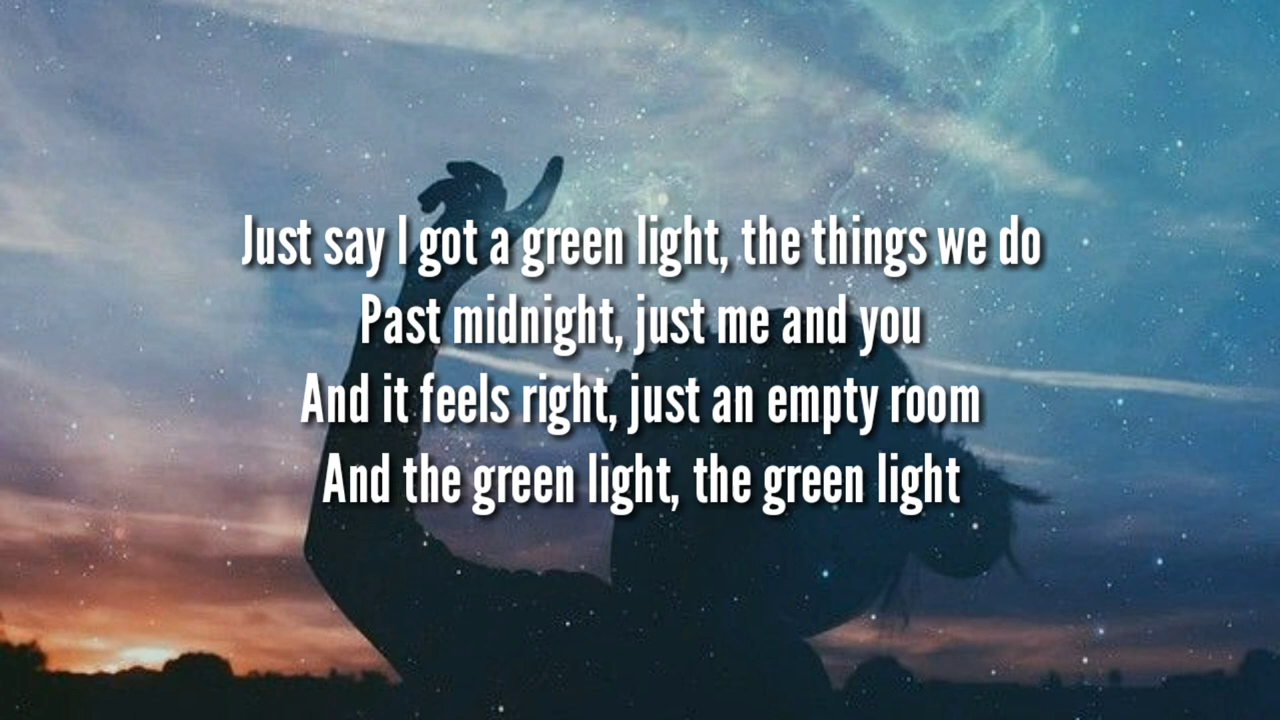 Just say I got a green light, the things we do
Past midnight, just me and you
And it feels right, just an empty room
And the green light, the green light